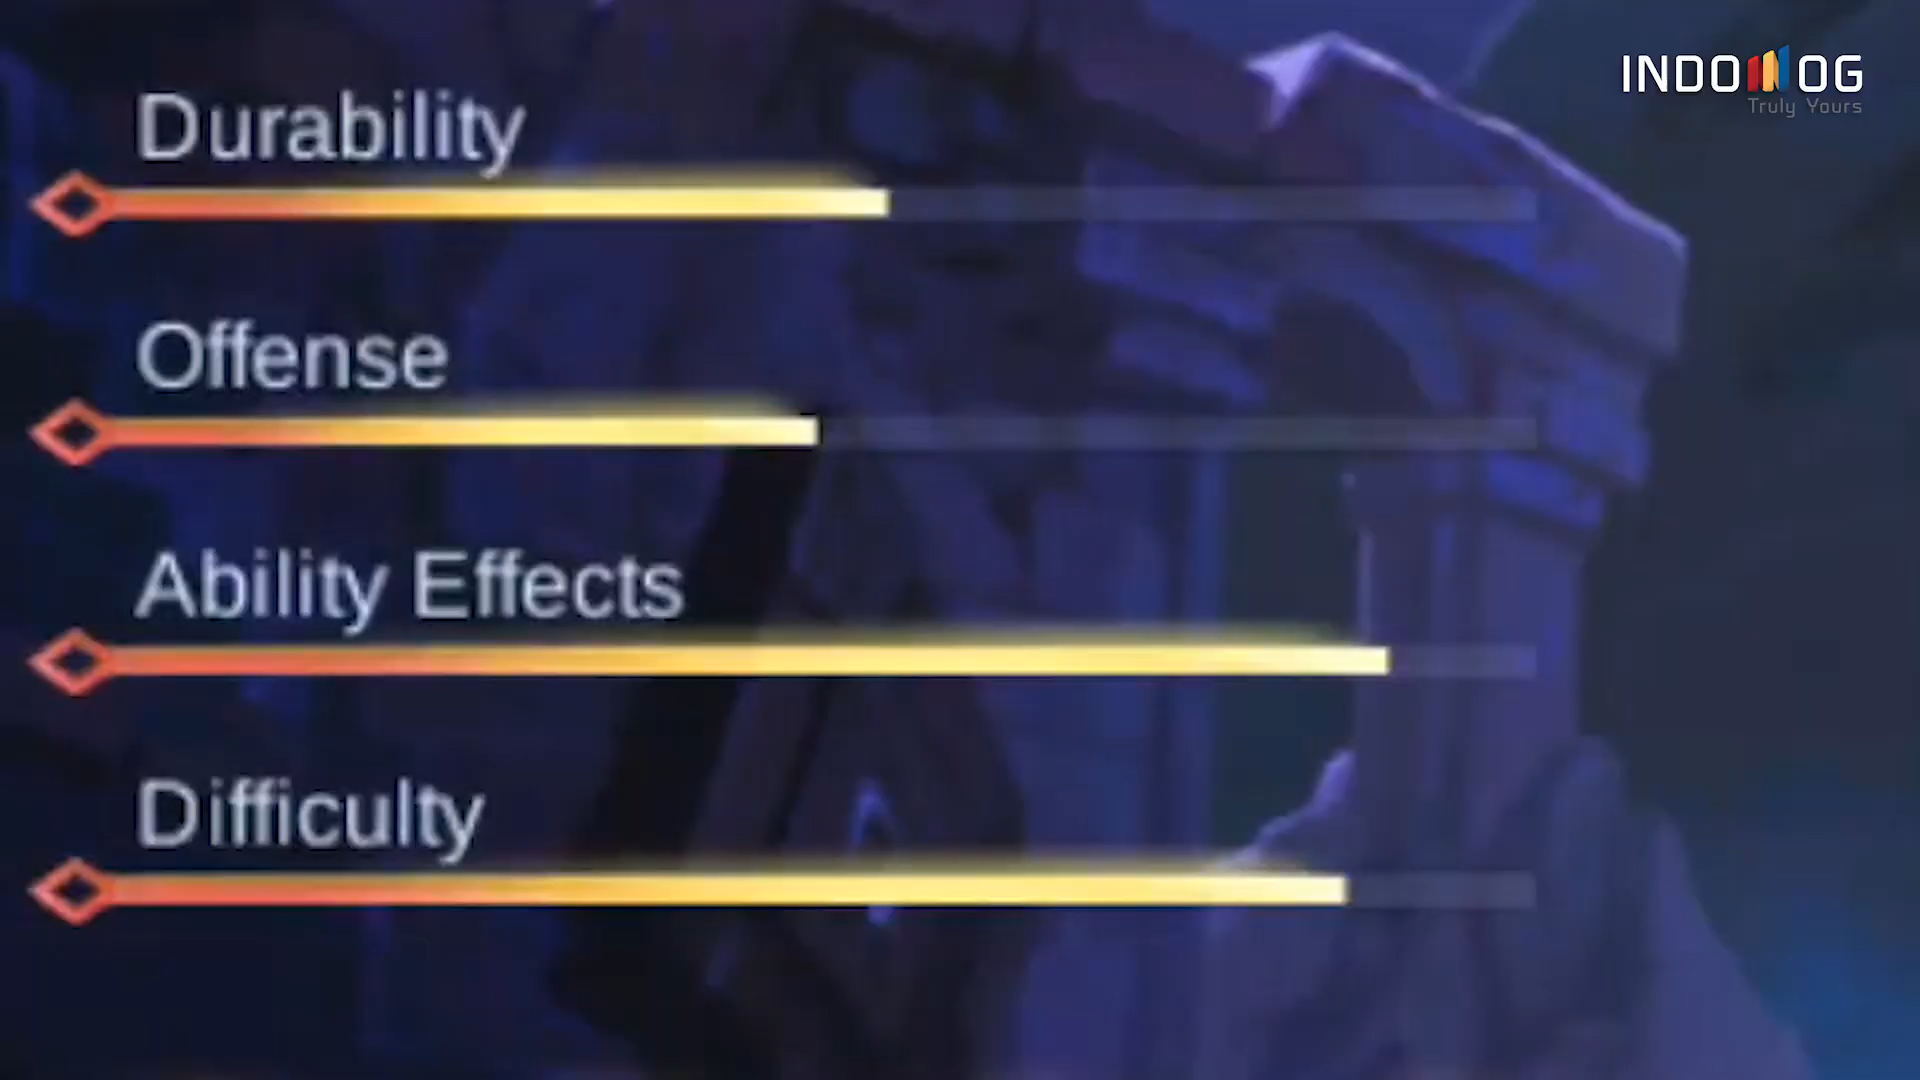 INDOMOG
Truly Yours
Durability
Offense
Ability Effects
Difficulty